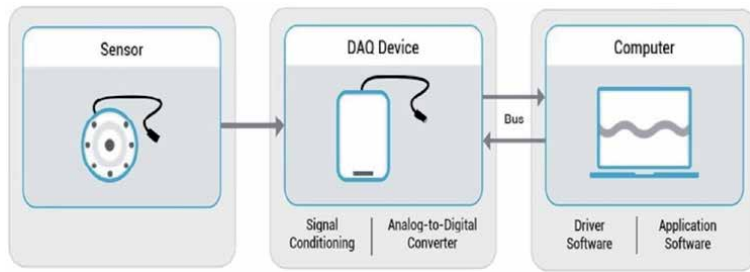 Sensor
DAQ Device
Computer
Bus
Signal
Conditioning
Analog-to-Digital
Converter
Driver
Software
Application
Software